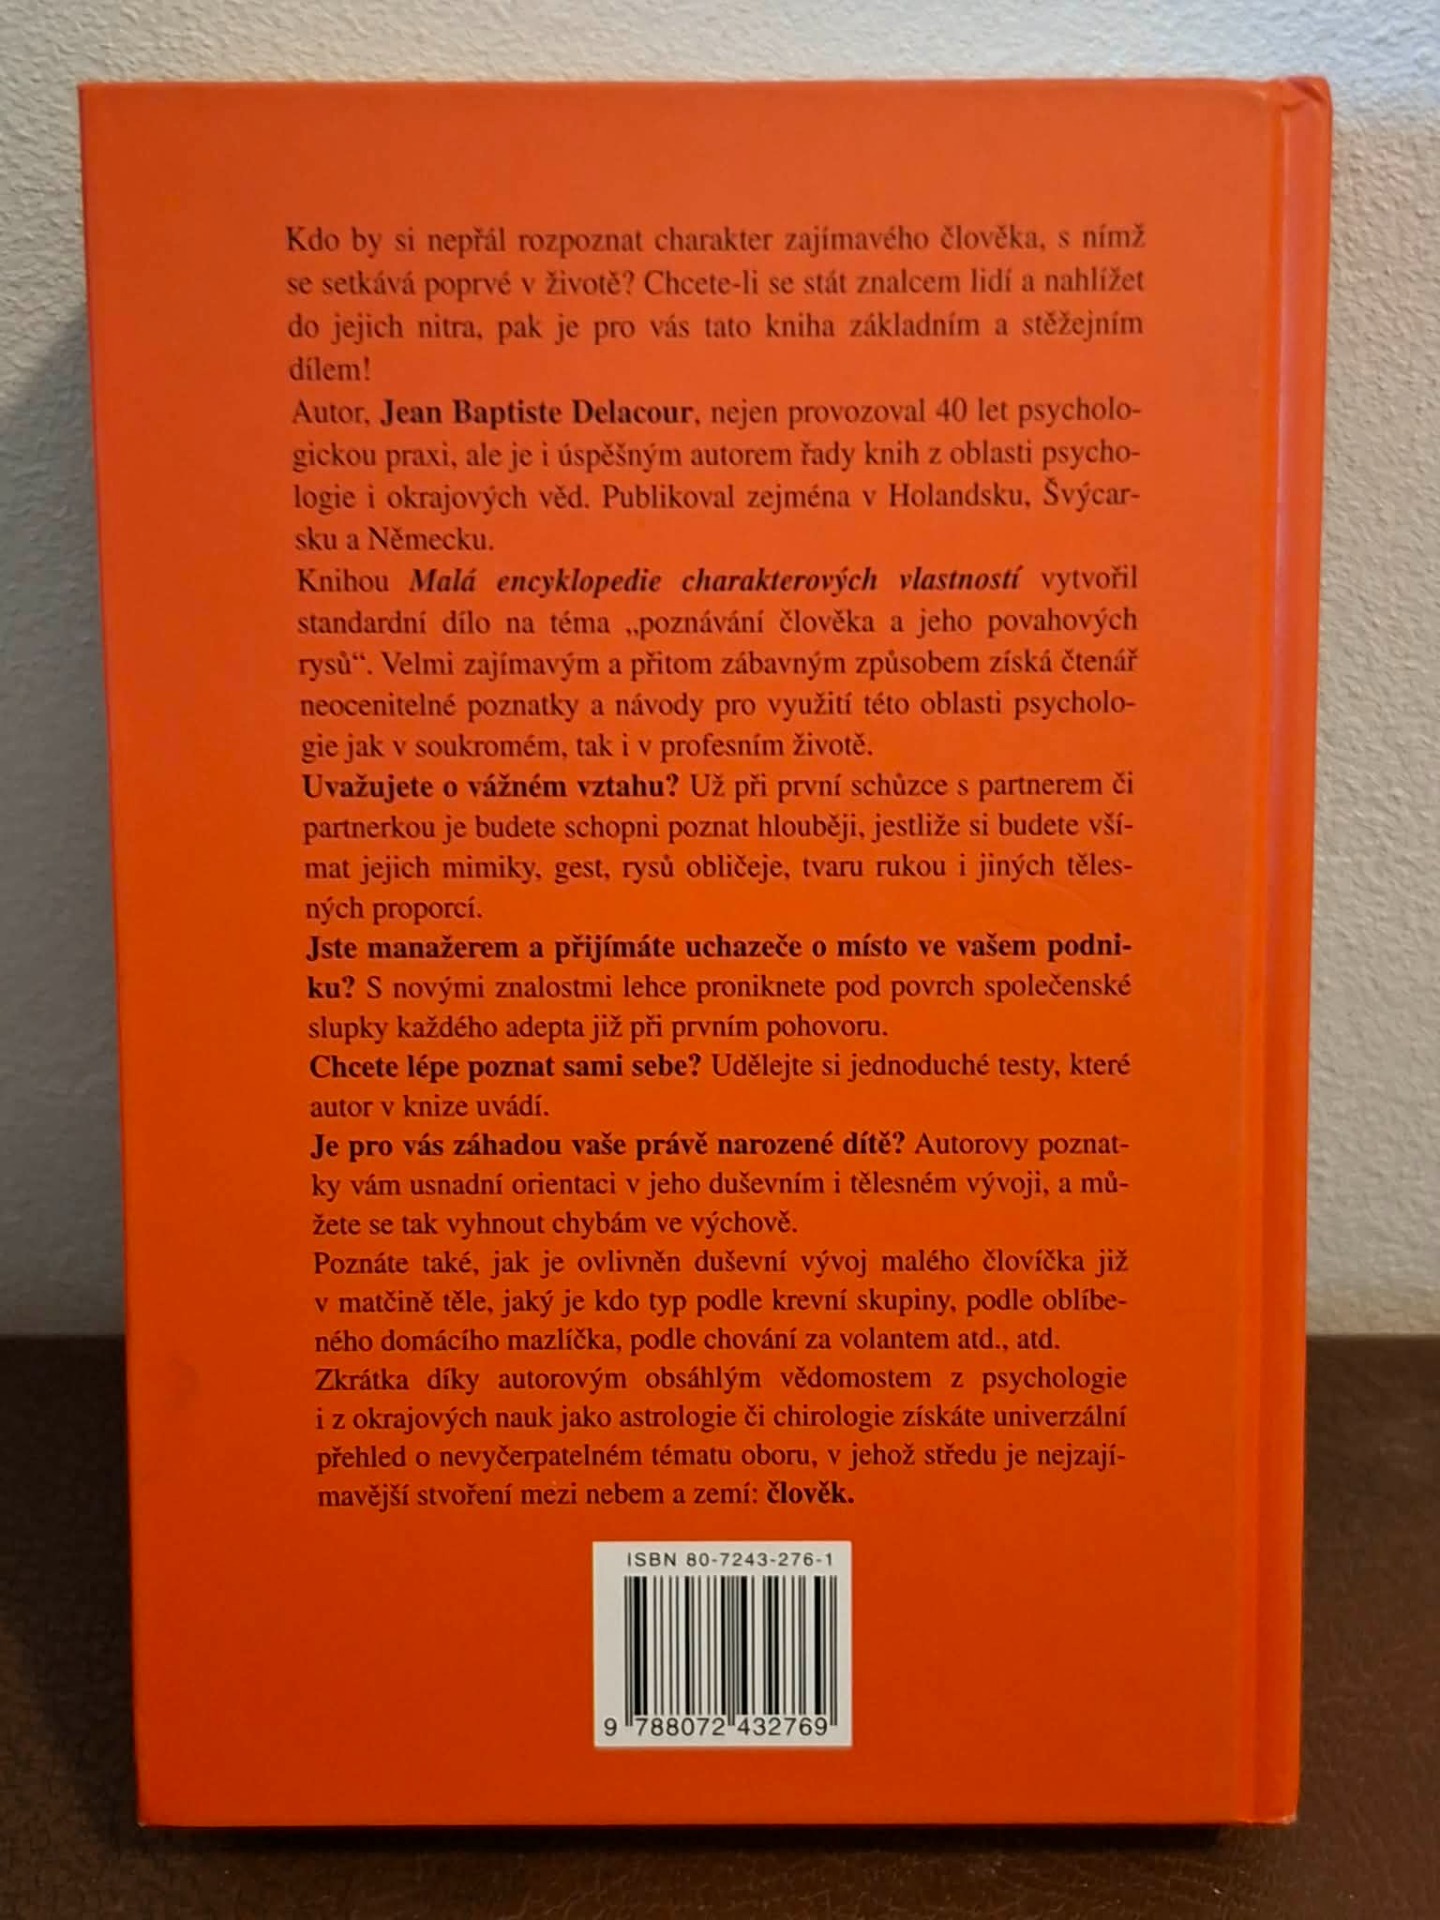 Kdo by si nepřál rozpoznat charakter zajímavého člověka, s nímž
se setkává poprvé v životě? Chcete-li se stát znalcem lidí a nahlížet
do jejich nitra, pak je pro vás tato kniha základním a stěžejním
dílem!
Autor, Jean Baptiste Delacour, nejen provozoval 40 let psycholo-
gickou praxi, ale je i úspěšným autorem řady knih z oblasti psycho-
logie i okrajových věd. Publikoval zejména v Holandsku, Švýcar-
sku a Německu.
Knihou Malá encyklopedie charakterových vlastností vytvořil
standardní dílo na téma „poznávání člověka a jeho povahových
rysů“. Velmi zajímavým a přitom zábavným způsobem získá čtenář
neocenitelné poznatky a návody pro využití této oblasti psycholo-
gie jak v soukromém, tak i v profesním životě.
Uvažujete o vážném vztahu? Už při první schůzce s partnerem či
partnerkou je budete schopni poznat hlouběji, jestliže si budete vší-
mat jejich mimiky, gest, rysů obličeje, tvaru rukou i jiných těles-
ných proporcí.
Jste manažerem a přijímáte uchazeče o místo ve vašem podni-
ku? S novými znalostmi lehce proniknete pod povrch společenské
slupky každého adepta již při prvním pohovoru.
Chcete lépe poznat sami sebe? Udělejte si jednoduché testy, které
autor v knize uvádí.
Je pro vás záhadou vaše právě narozené dítě? Autorovy poznat-
ky vám usnadní orientaci v jeho duševním i tělesném vývoji, a mů-
žete se tak vyhnout chybám ve výchově.
Poznáte také, jak je ovlivněn duševní vývoj malého človíčka již
v matčině těle, jaký je kdo typ podle krevní skupiny, podle oblíbe-
ného domácího mazlíčka, podle chování za volantem atd., atd.
Zkrátka díky autorovým obsáhlým vědomostem z psychologie
i z okrajových nauk jako astrologie či chirologie získáte univerzální
přehled o nevyčerpatelném tématu oboru, v jehož středu je nejzají-
mavější stvoření mezi nebem a zemí: člověk.
ISBN 80-7243-276-1
9 788072 432769